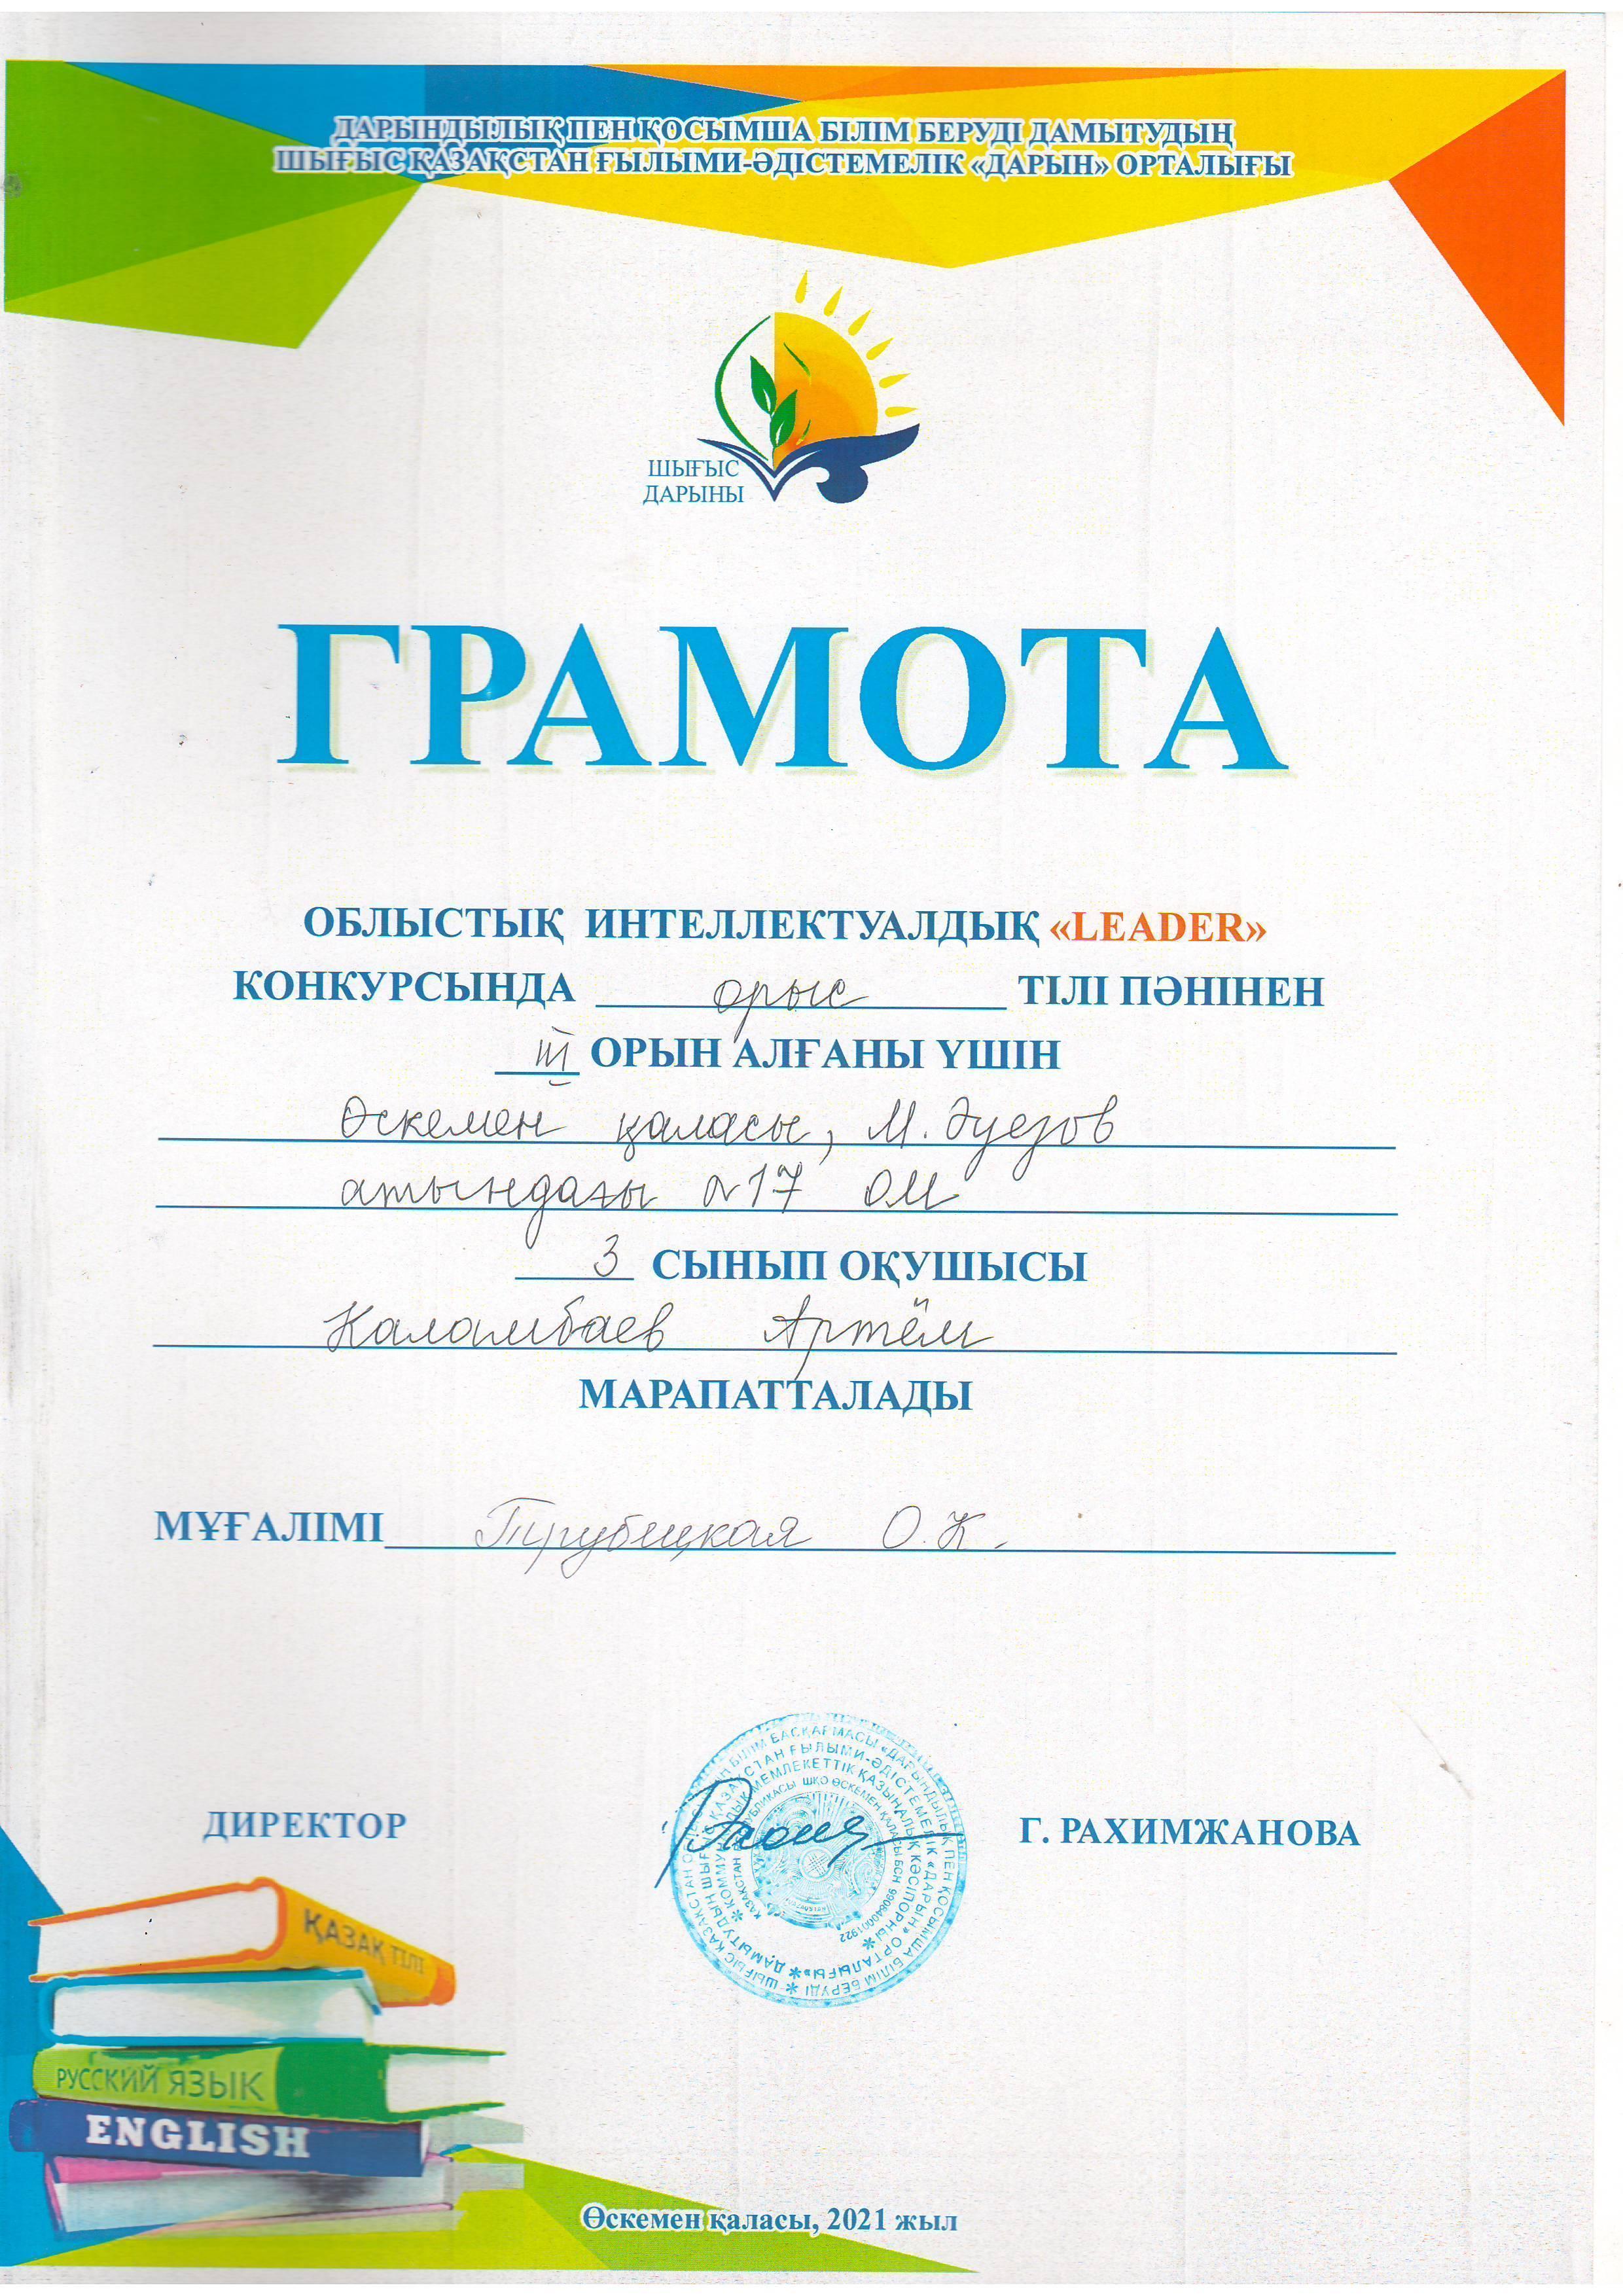 ДАРЫНДЫЛЫҚ ПЕН ҚОСЫМША БІЛІМ БЕРУДІ ДАМЫТУДЫҢ
ШЫҒЫС ҚАЗАҚСТАН ҒЫЛЫМИ-ӘДІСТЕМЕЛІК «ДАРЫН» ОРТАЛЫҒЫ
ШЫҒЫС
ДАРЫНЫ
ГРАМОТА
ОБЛЫСТЫҚ ИНТЕЛЛЕКТУАЛДЫҚ «LEADER»
КОНКУРСЫНДА орыс ТІЛІ ПӘНІНЕН
III ОРЫН АЛҒАНЫ ҮШІН
Өскемен қаласы, М. Әуезов
атындағы №17 ОМ
3 СЫНЫП ОҚУШЫСЫ
Каламбаев Артём
МАРАПАТТАЛАДЫ
МҰҒАЛІМІ Трубицкая О.К.
ДИРЕКТОР
Г. РАХИМЖАНОВА
ҚАЗАҚ ТІЛІ
РУССКИЙ ЯЗЫК
ENGLISH
Өскемен қаласы, 2021 жыл